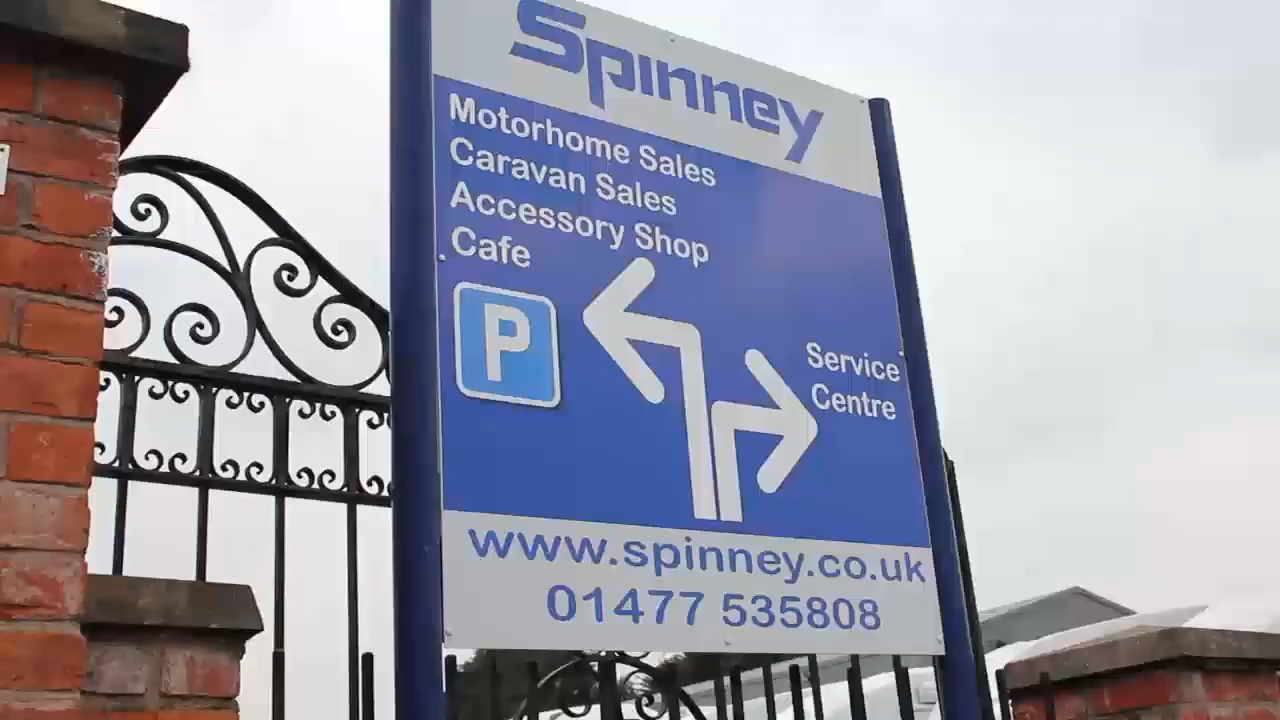 Spinney
Motorhome Sales
Caravan Sales
Accessory Shop
Cafe
P
Service
Centre
www.spinney.co.uk
01477 535808